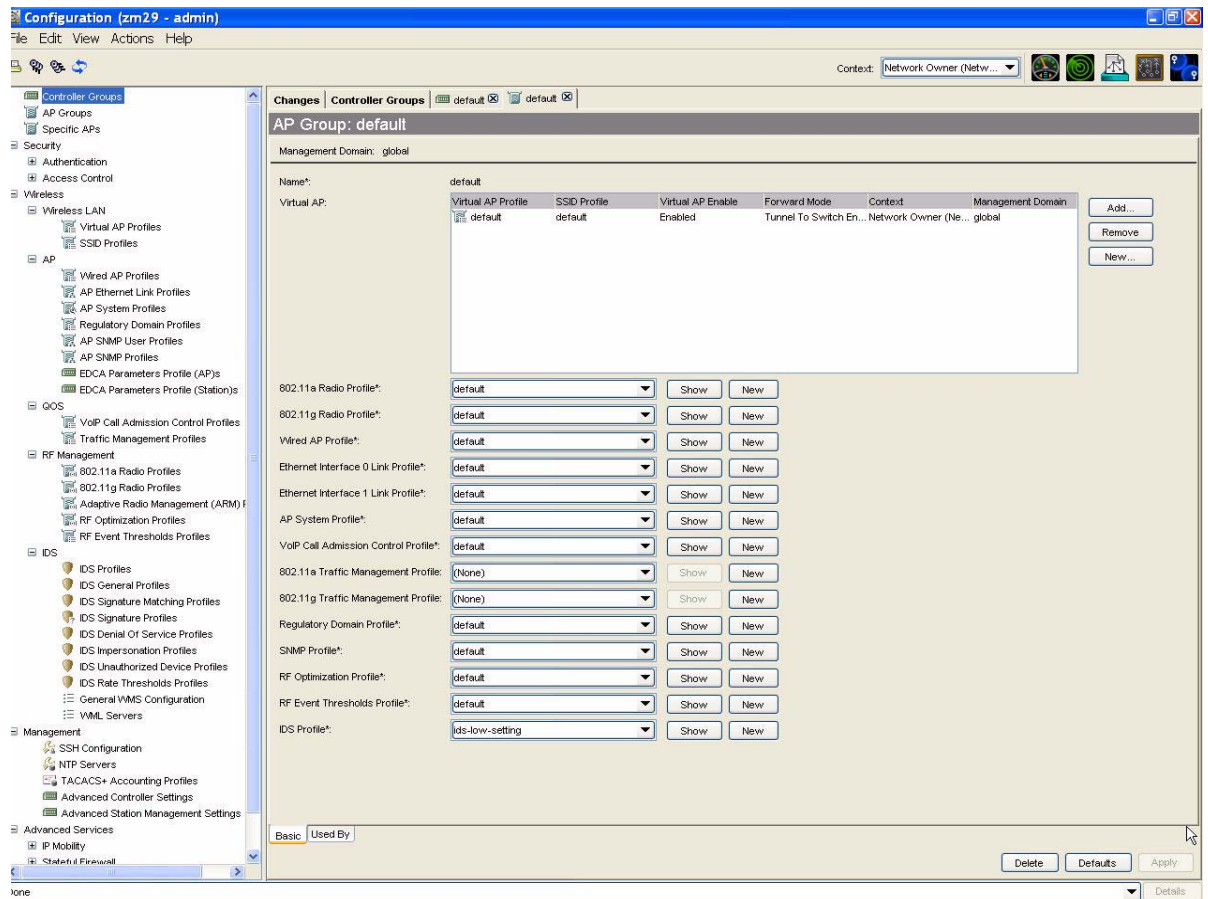 Configuration (zm29 - admin)
File Edit View Actions Help
Context: Network Owner (Netw...
Controller Groups
AP Groups
Specific APs
Security
Authentication
Access Control
Wireless
Wireless LAN
Virtual AP Profiles
SSID Profiles
AP
Wired AP Profiles
AP Ethernet Link Profiles
AP System Profiles
Regulatory Domain Profiles
AP SNMP User Profiles
AP SNMP Profiles
EDCA Parameters Profile (AP)s
EDCA Parameters Profile (Station)s
QOS
VoIP Call Admission Control Profiles
Traffic Management Profiles
RF Management
802.11a Radio Profiles
802.11g Radio Profiles
Adaptive Radio Management (ARM) P
RF Optimization Profiles
RF Event Thresholds Profiles
IDS
IDS Profiles
IDS General Profiles
IDS Signature Matching Profiles
IDS Signature Profiles
IDS Denial Of Service Profiles
IDS Impersonation Profiles
IDS Unauthorized Device Profiles
IDS Rate Thresholds Profiles
General WMS Configuration
WML Servers
Management
SSH Configuration
NTP Servers
TACACS+ Accounting Profiles
Advanced Controller Settings
Advanced Station Management Settings
Advanced Services
IP Mobility
Stateful Firewall
Changes Controller Groups default default
AP Group: default
Management Domain: global
Name*: default
Virtual AP:
Virtual AP Profile SSID Profile Virtual AP Enable Forward Mode Context Management Domain
default default Enabled Tunnel To Switch En... Network Owner (Ne... global
Add...
Remove
New...
802.11a Radio Profile*: default Show New
802.11g Radio Profile*: default Show New
Wired AP Profile*: default Show New
Ethernet Interface 0 Link Profile*: default Show New
Ethernet Interface 1 Link Profile*: default Show New
AP System Profile*: default Show New
VoIP Call Admission Control Profile*: default Show New
802.11a Traffic Management Profile: (None) Show New
802.11g Traffic Management Profile: (None) Show New
Regulatory Domain Profile*: default Show New
SNMP Profile*: default Show New
RF Optimization Profile*: default Show New
RF Event Thresholds Profile*: default Show New
IDS Profile*: ids-low-setting Show New
Basic Used By
Delete Defaults Apply
Done Details